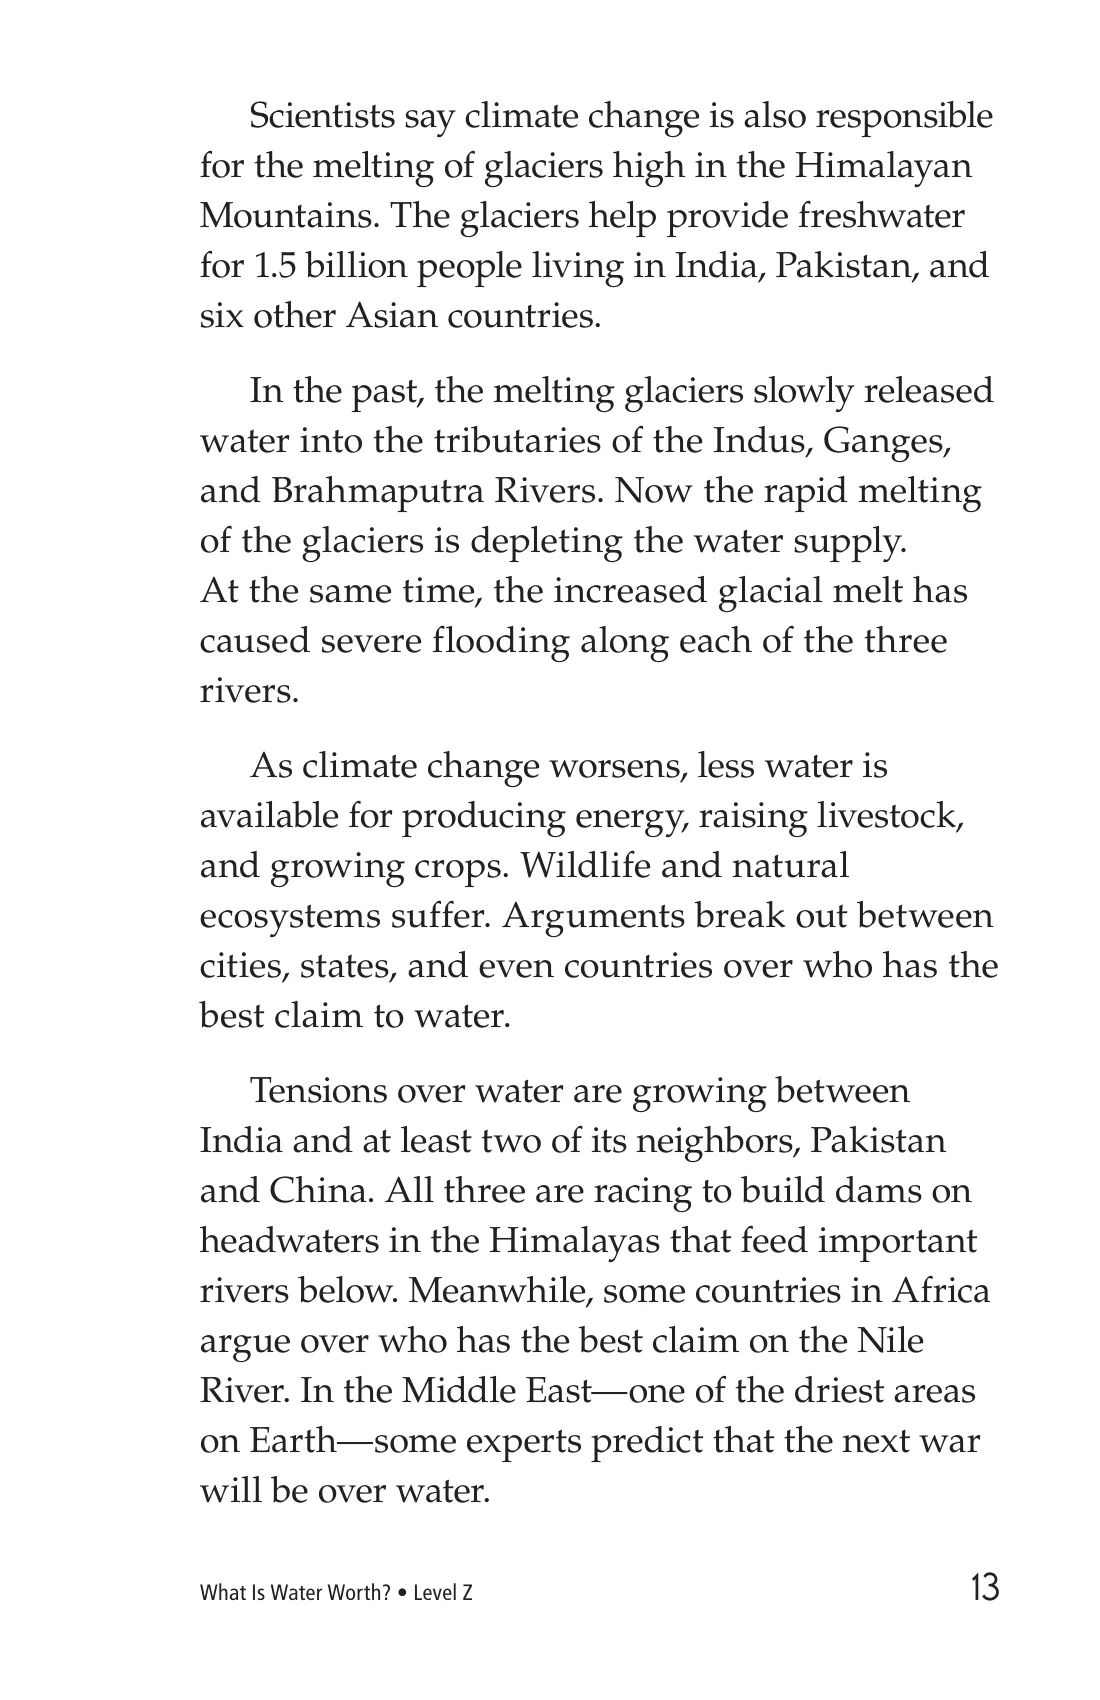 Scientists say climate change is also responsible
for the melting of glaciers high in the Himalayan
Mountains. The glaciers help provide freshwater
for 1.5 billion people living in India, Pakistan, and
six other Asian countries.
In the past, the melting glaciers slowly released
water into the tributaries of the Indus, Ganges,
and Brahmaputra Rivers. Now the rapid melting
of the glaciers is depleting the water supply.
At the same time, the increased glacial melt has
caused severe flooding along each of the three
rivers.
As climate change worsens, less water is
available for producing energy, raising livestock,
and growing crops. Wildlife and natural
ecosystems suffer. Arguments break out between
cities, states, and even countries over who has the
best claim to water.
Tensions over water are growing between
India and at least two of its neighbors, Pakistan
and China. All three are racing to build dams on
headwaters in the Himalayas that feed important
rivers below. Meanwhile, some countries in Africa
argue over who has the best claim on the Nile
River. In the Middle East—one of the driest areas
on Earth—some experts predict that the next war
will be over water.
What Is Water Worth? • Level Z 13